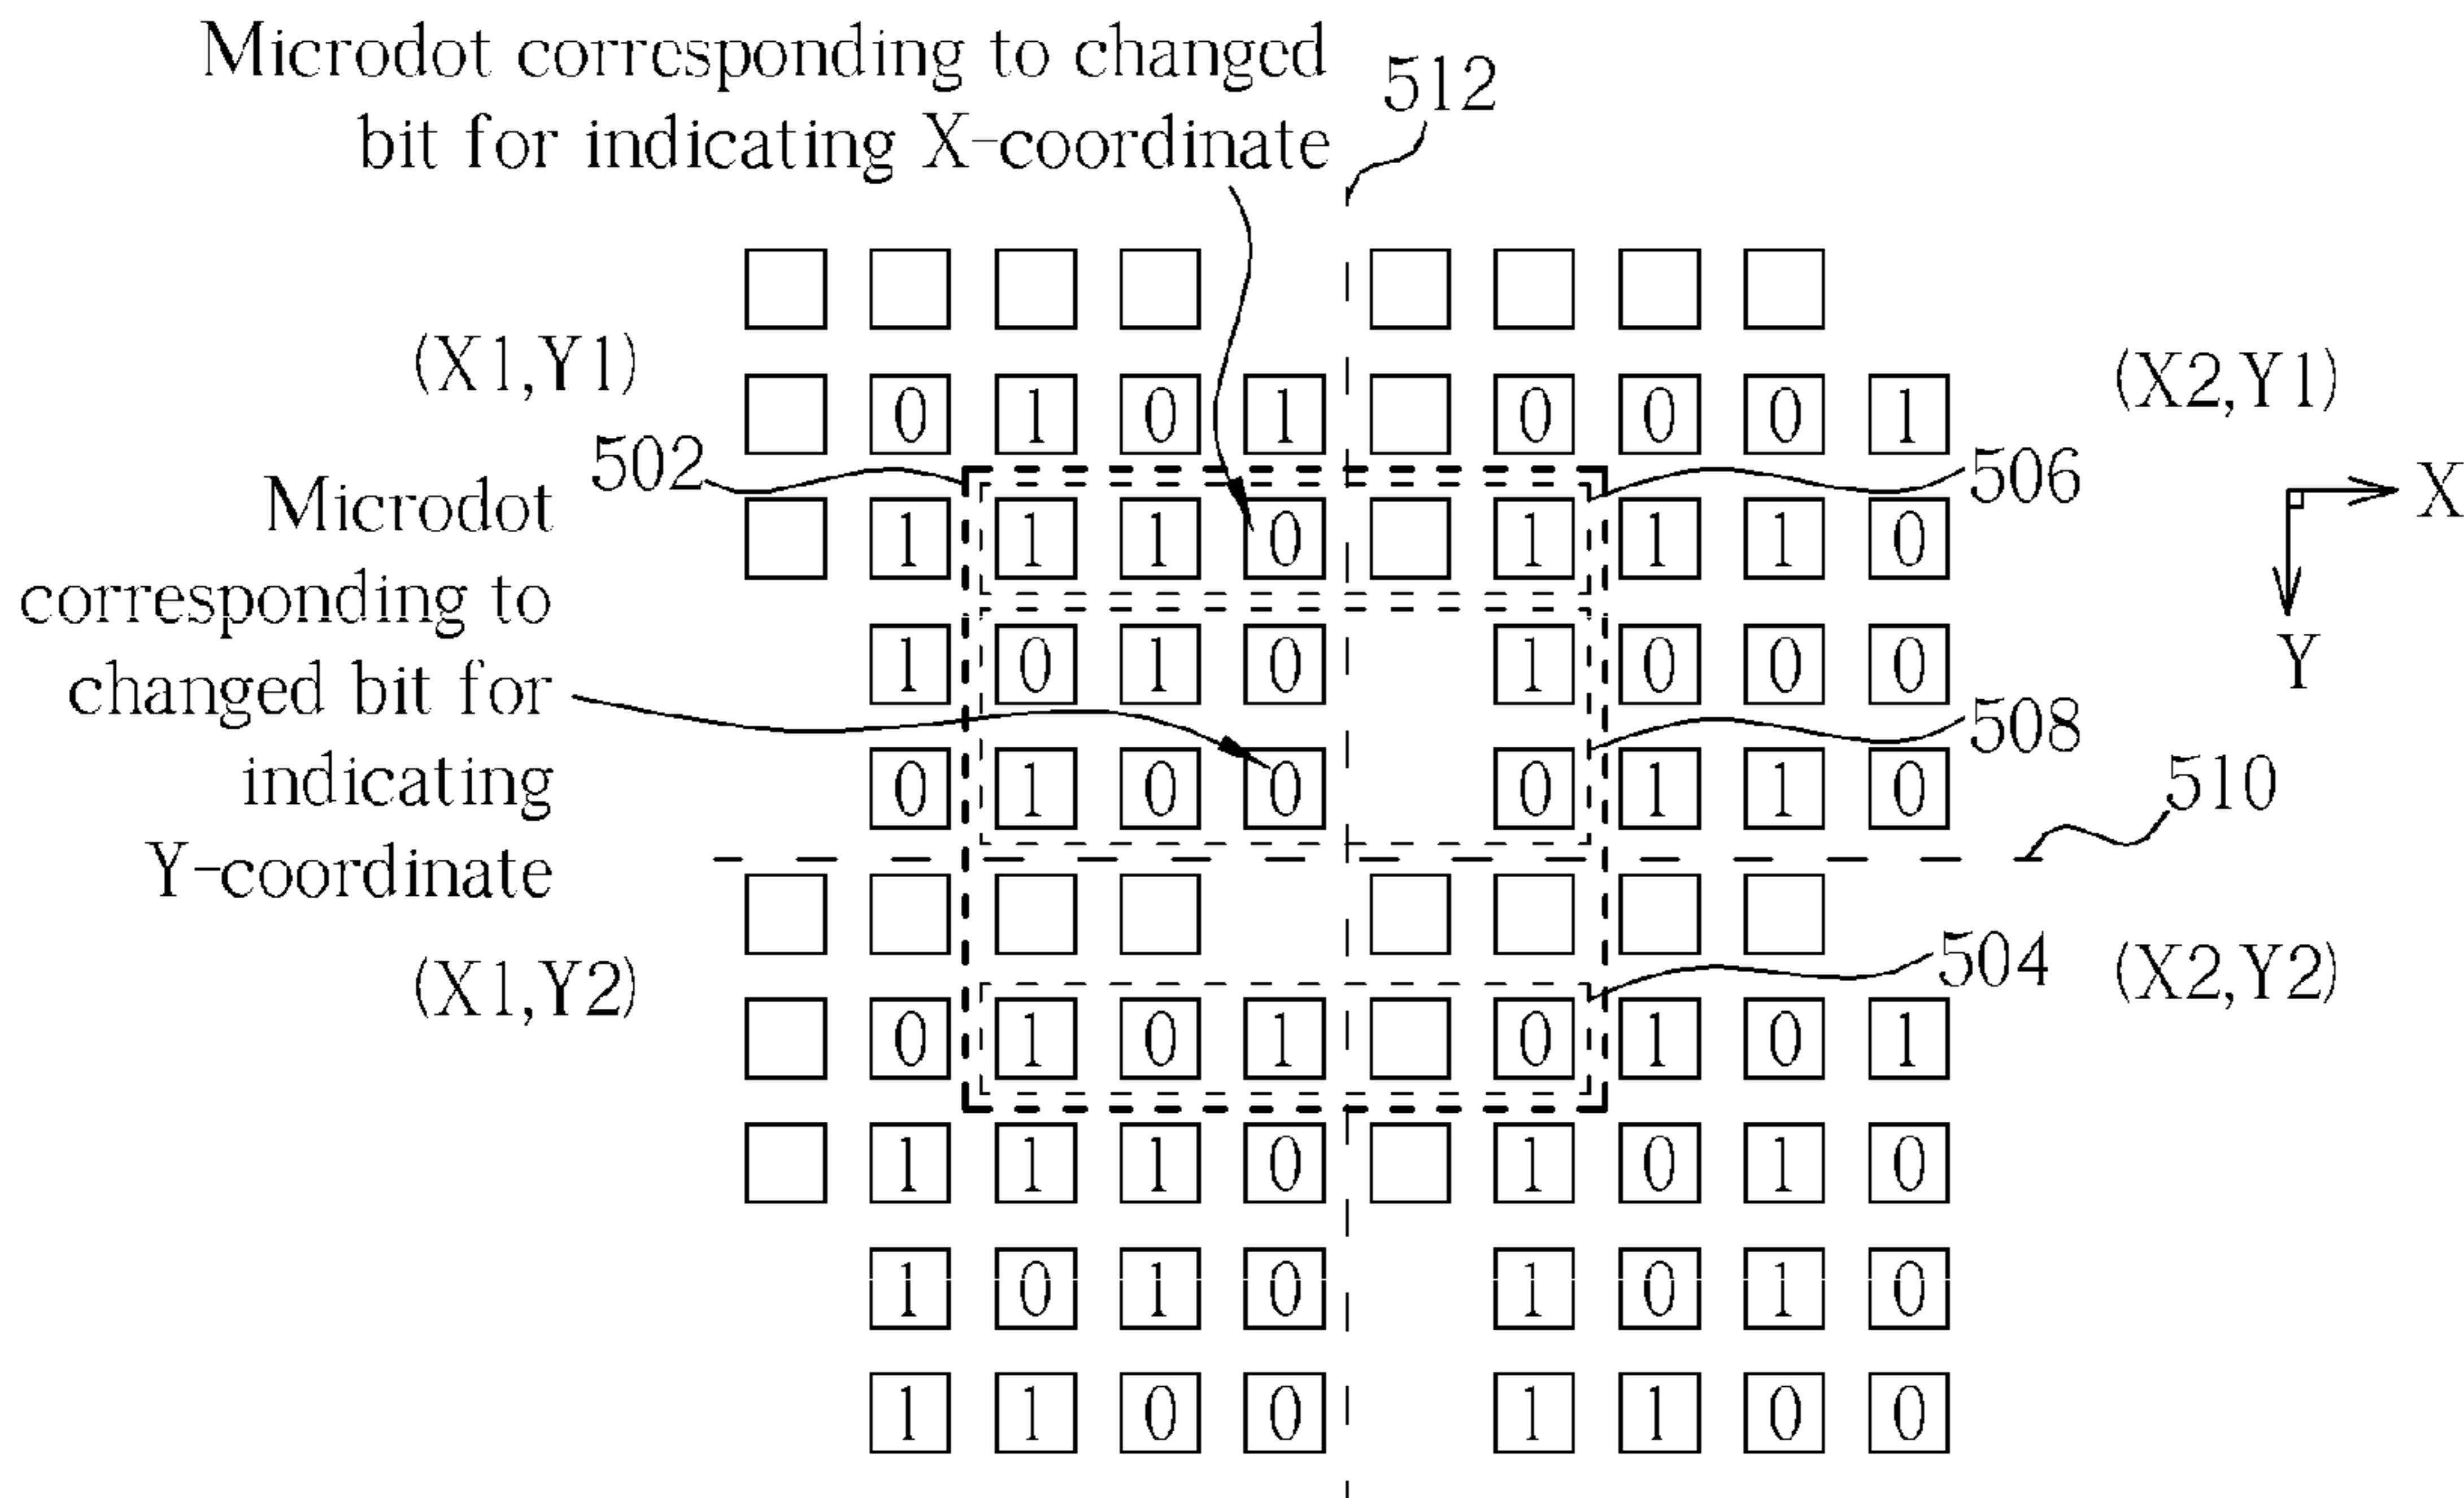 Microdot corresponding to changed
bit for indicating X-coordinate
512
(X1,Y1)
0 1 0 1 0 0 0 1
(X2,Y1)
502
506
Microdot
corresponding to
changed bit for
indicating
Y-coordinate
1 1 1 0 1 1 1 0
X
Y
1 0 1 0 1 0 0 0
508
0 1 0 0 0 1 1 0
510
504
(X1,Y2)
(X2,Y2)
0 1 0 1 0 1 0 1
1 1 1 0 1 0 1 0
1 0 1 0 1 0 1 0
1 1 0 0 1 1 0 0